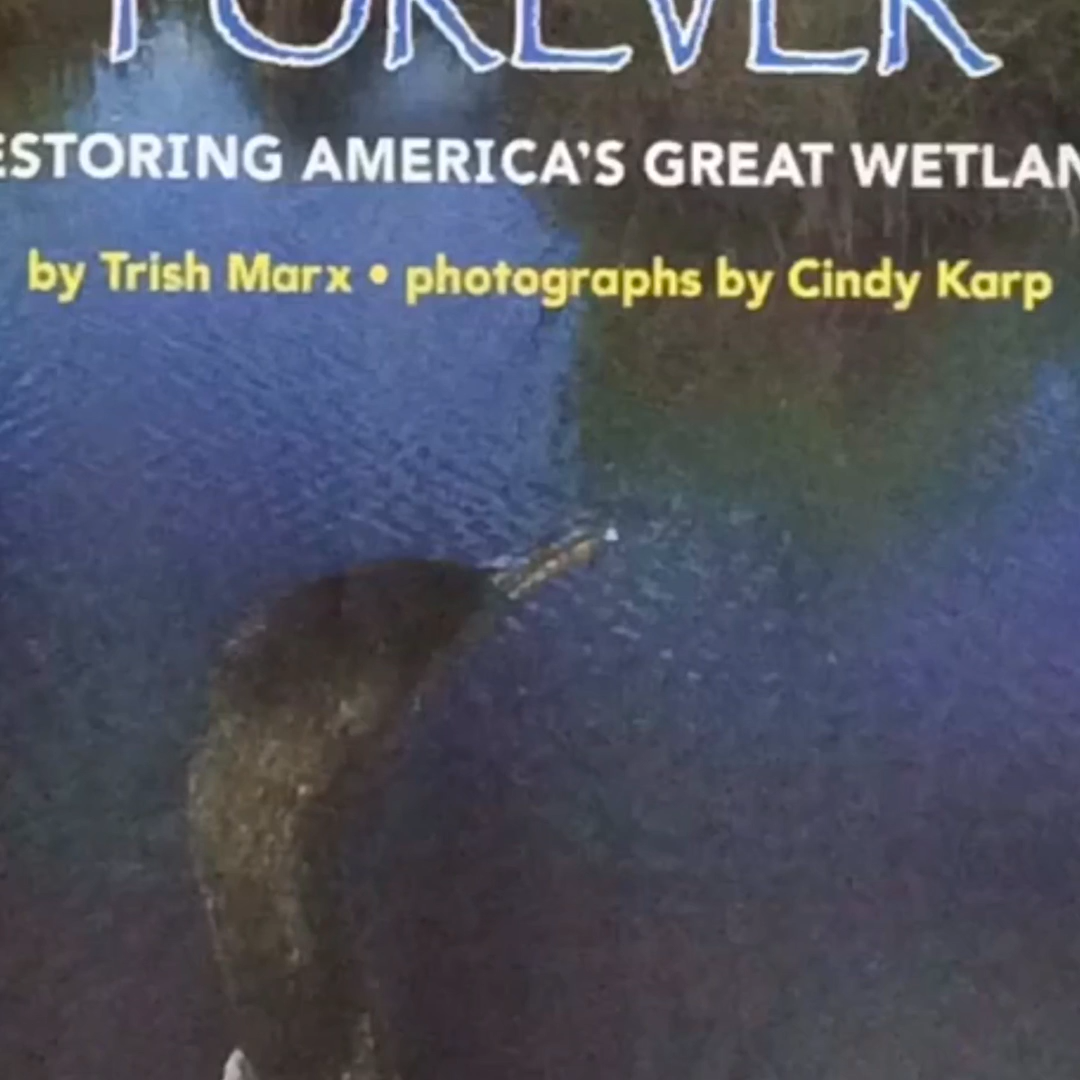 FOREVER
ESTORING AMERICA'S GREAT WETLAN
by Trish Marx • photographs by Cindy Karp